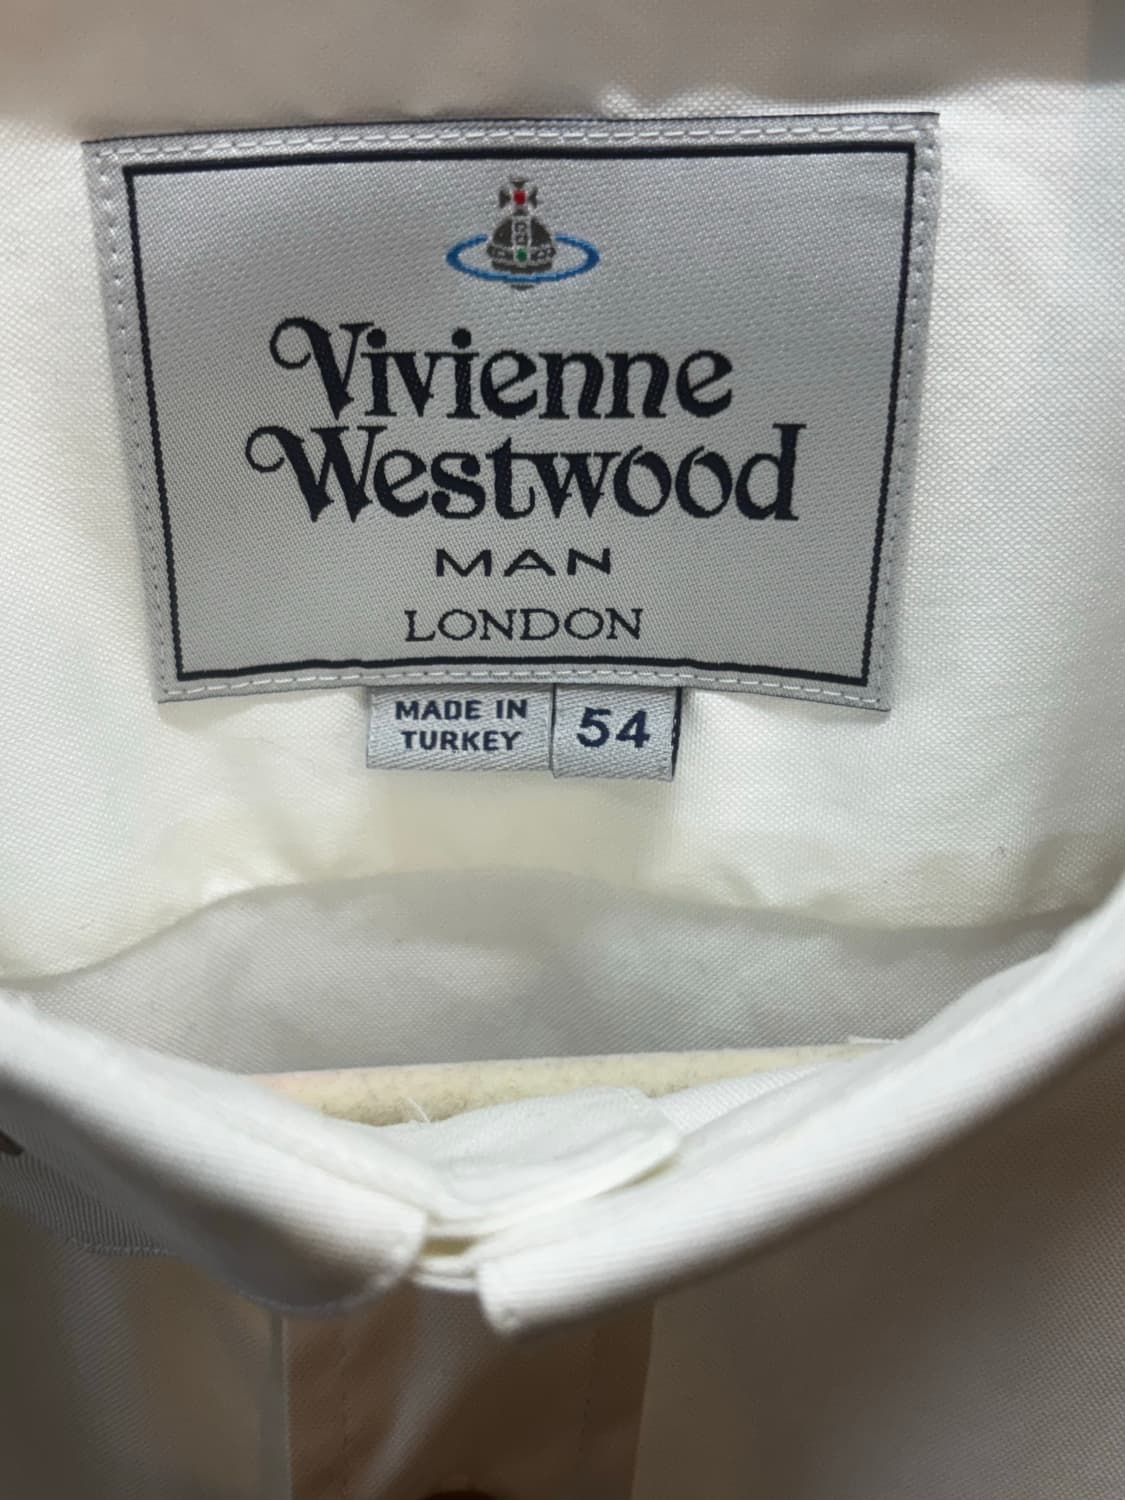 Vivienne
Westwood
MAN
LONDON
MADE IN
TURKEY
54